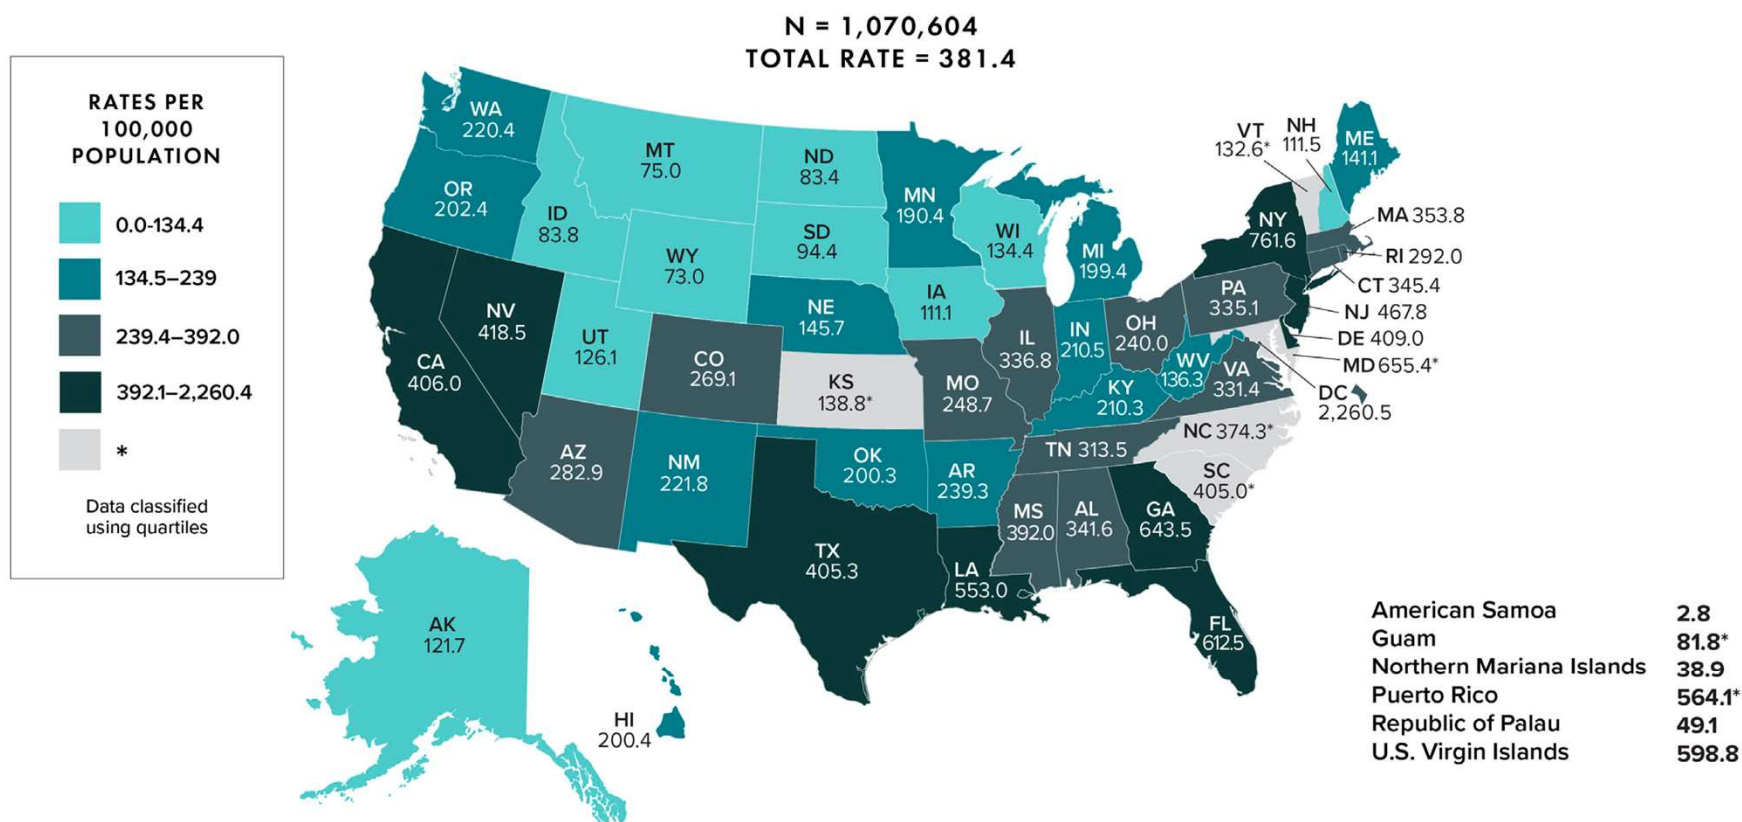 N = 1,070,604
TOTAL RATE = 381.4
RATES PER
100,000
POPULATION
0.0-134.4
134.5–239
239.4–392.0
392.1–2,260.4
*
Data classified
using quartiles
WA
220.4
OR
202.4
CA
406.0
NV
418.5
ID
83.8
MT
75.0
WY
73.0
UT
126.1
AZ
282.9
CO
269.1
NM
221.8
ND
83.4
SD
94.4
NE
145.7
KS
138.8*
OK
200.3
TX
405.3
MN
190.4
IA
111.1
MO
248.7
AR
239.3
LA
553.0
WI
134.4
IL
336.8
MI
199.4
IN
210.5
OH
240.0
KY
210.3
WV
136.3
VA
331.4
TN 313.5
NC 374.3*
SC
405.0*
MS
392.0
AL
341.6
GA
643.5
FL
612.5
PA
335.1
NY
761.6
VT
132.6*
NH
111.5
ME
141.1
MA 353.8
RI 292.0
CT 345.4
NJ 467.8
DE 409.0
MD 655.4*
DC
2,260.5
AK
121.7
HI
200.4
American Samoa 2.8
Guam 81.8*
Northern Mariana Islands 38.9
Puerto Rico 564.1*
Republic of Palau 49.1
U.S. Virgin Islands 598.8